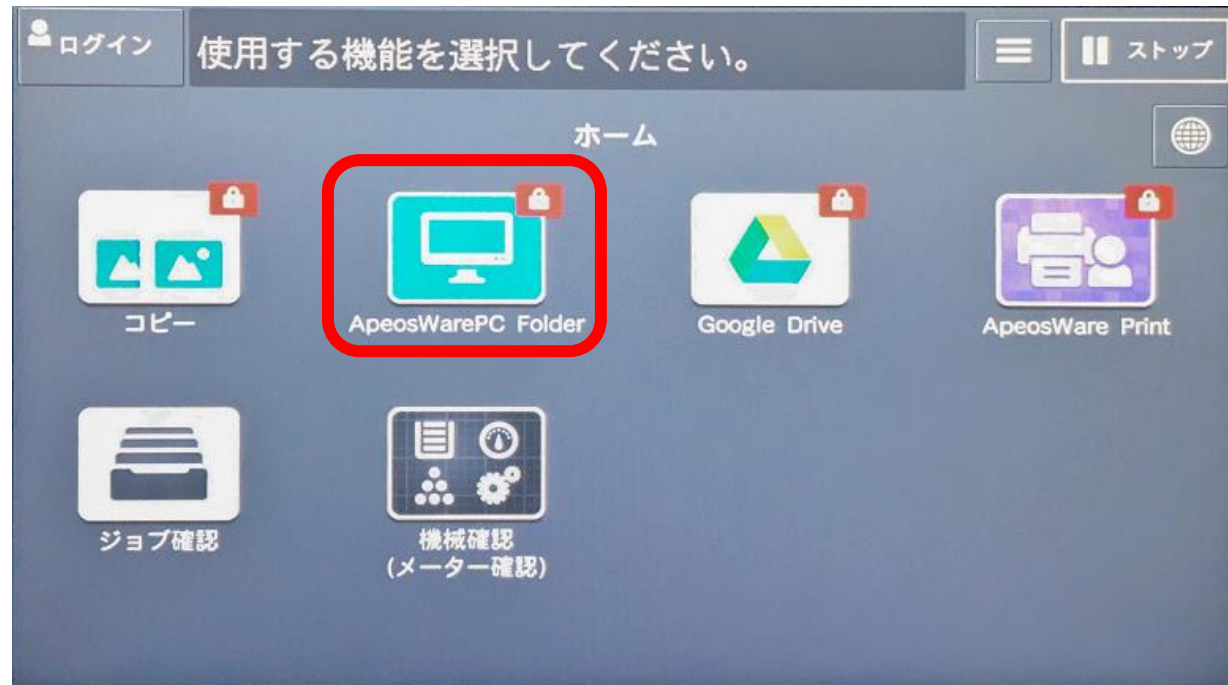 ログイン
使用する機能を選択してください。
ストップ
ホーム
コピー
ApeosWarePC Folder
Google Drive
ApeosWare Print
ジョブ確認
機械確認
(メーター確認)